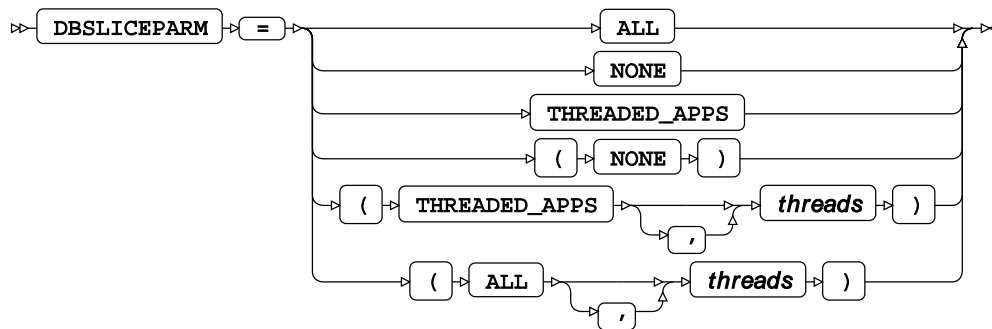 DBSLICEPARM = ALL
NONE
THREADED_APPS
( NONE )
( THREADED_APPS , threads )
( ALL , threads )